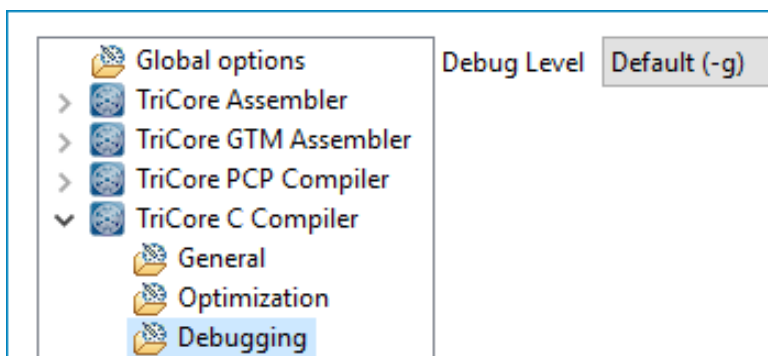 Global options
TriCore Assembler
TriCore GTM Assembler
TriCore PCP Compiler
TriCore C Compiler
General
Optimization
Debugging
Debug Level Default (-g)